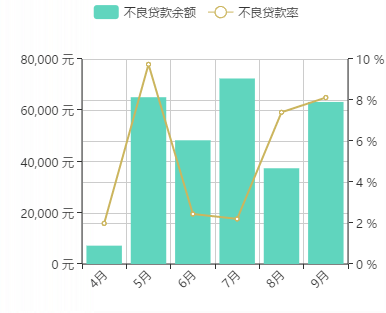 不良贷款余额 不良贷款率
80,000 元 10 %
8 %
60,000 元
6 %
40,000 元
4 %
20,000 元 2 %
0 元 0 %
4月 5月 6月 7月 8月 9月